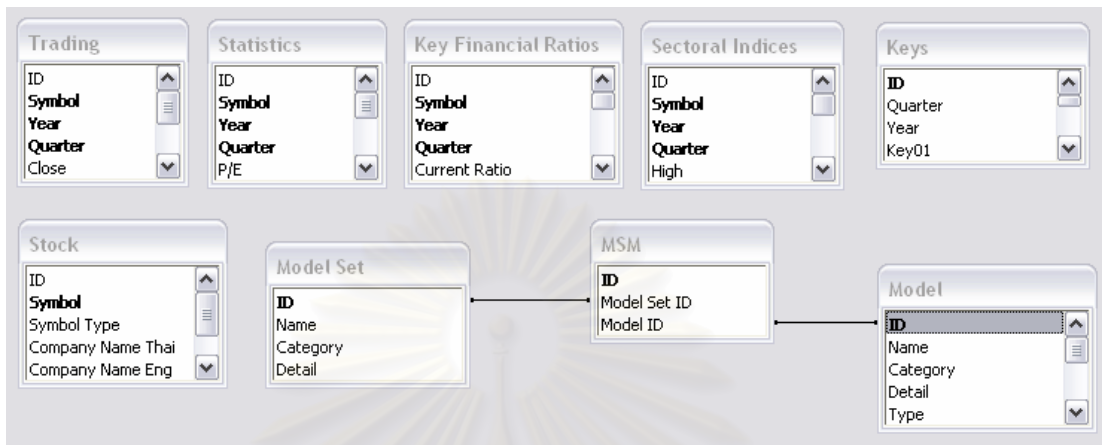 Trading
ID
Symbol
Year
Quarter
Close
Statistics
ID
Symbol
Year
Quarter
P/E
Key Financial Ratios
ID
Symbol
Year
Quarter
Current Ratio
Sectoral Indices
ID
Symbol
Year
Quarter
High
Keys
ID
Quarter
Year
Key01
Stock
ID
Symbol
Symbol Type
Company Name Thai
Company Name Eng
Model Set
ID
Name
Category
Detail
MSM
ID
Model Set ID
Model ID
Model
ID
Name
Category
Detail
Type